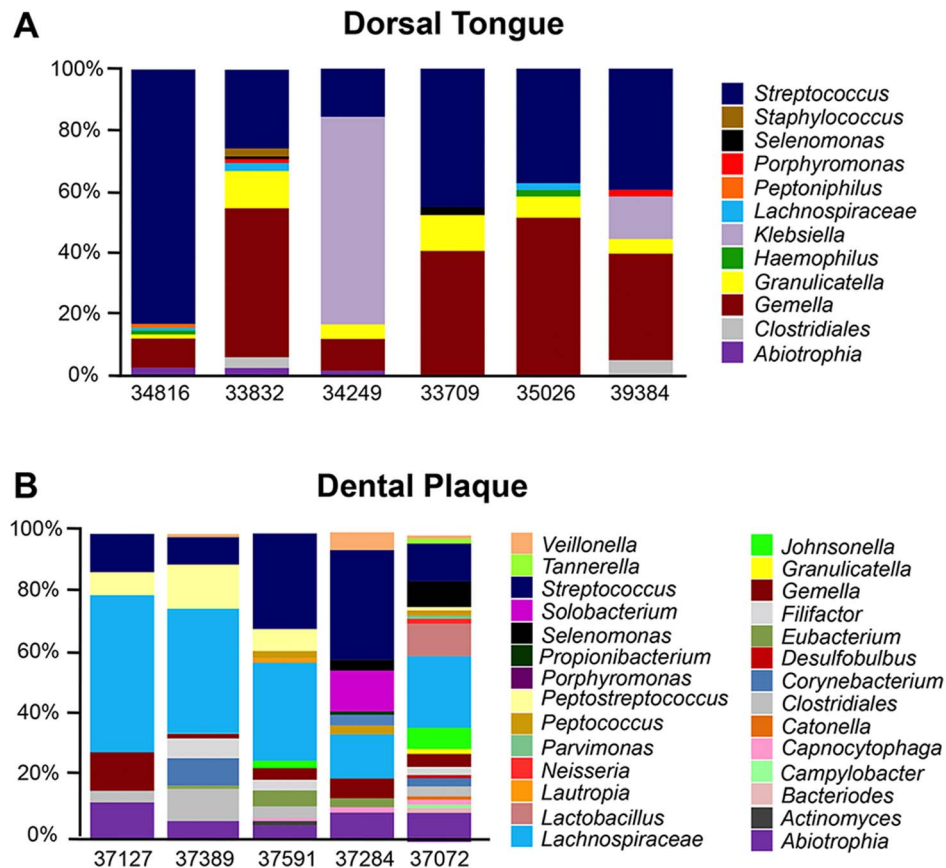 A
Dorsal Tongue
100%
80%
60%
40%
20%
0%
34816 33832 34249 33709 35026 39384
Streptococcus
Staphylococcus
Selenomonas
Porphyromonas
Peptoniphilus
Lachnospiraceae
Klebsiella
Haemophilus
Granulicatella
Gemella
Clostridiales
Abiotrophia
B
Dental Plaque
100%
80%
60%
40%
20%
0%
37127 37389 37591 37284 37072
Veillonella
Tannerella
Streptococcus
Solobacterium
Selenomonas
Propionibacterium
Porphyromonas
Peptostreptococcus
Peptococcus
Parvimonas
Neisseria
Lautropia
Lactobacillus
Lachnospiraceae
Johnsonella
Granulicatella
Gemella
Filifactor
Eubacterium
Desulfobulbus
Corynebacterium
Clostridiales
Catonella
Capnocytophaga
Campylobacter
Bacteriodes
Actinomyces
Abiotrophia